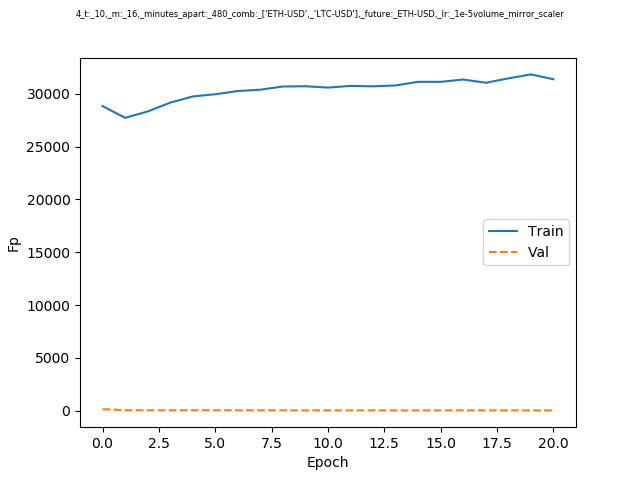 4_t:_10,_m:_16,_minutes_apart:_480_comb:_['ETH-USD',_'LTC-USD'],_future:_ETH-USD,_lr:_1e-5volume_mirror_scaler
30000
25000
20000
15000
10000
5000
0
Fp
Train
Val
0.0 2.5 5.0 7.5 10.0 12.5 15.0 17.5 20.0
Epoch